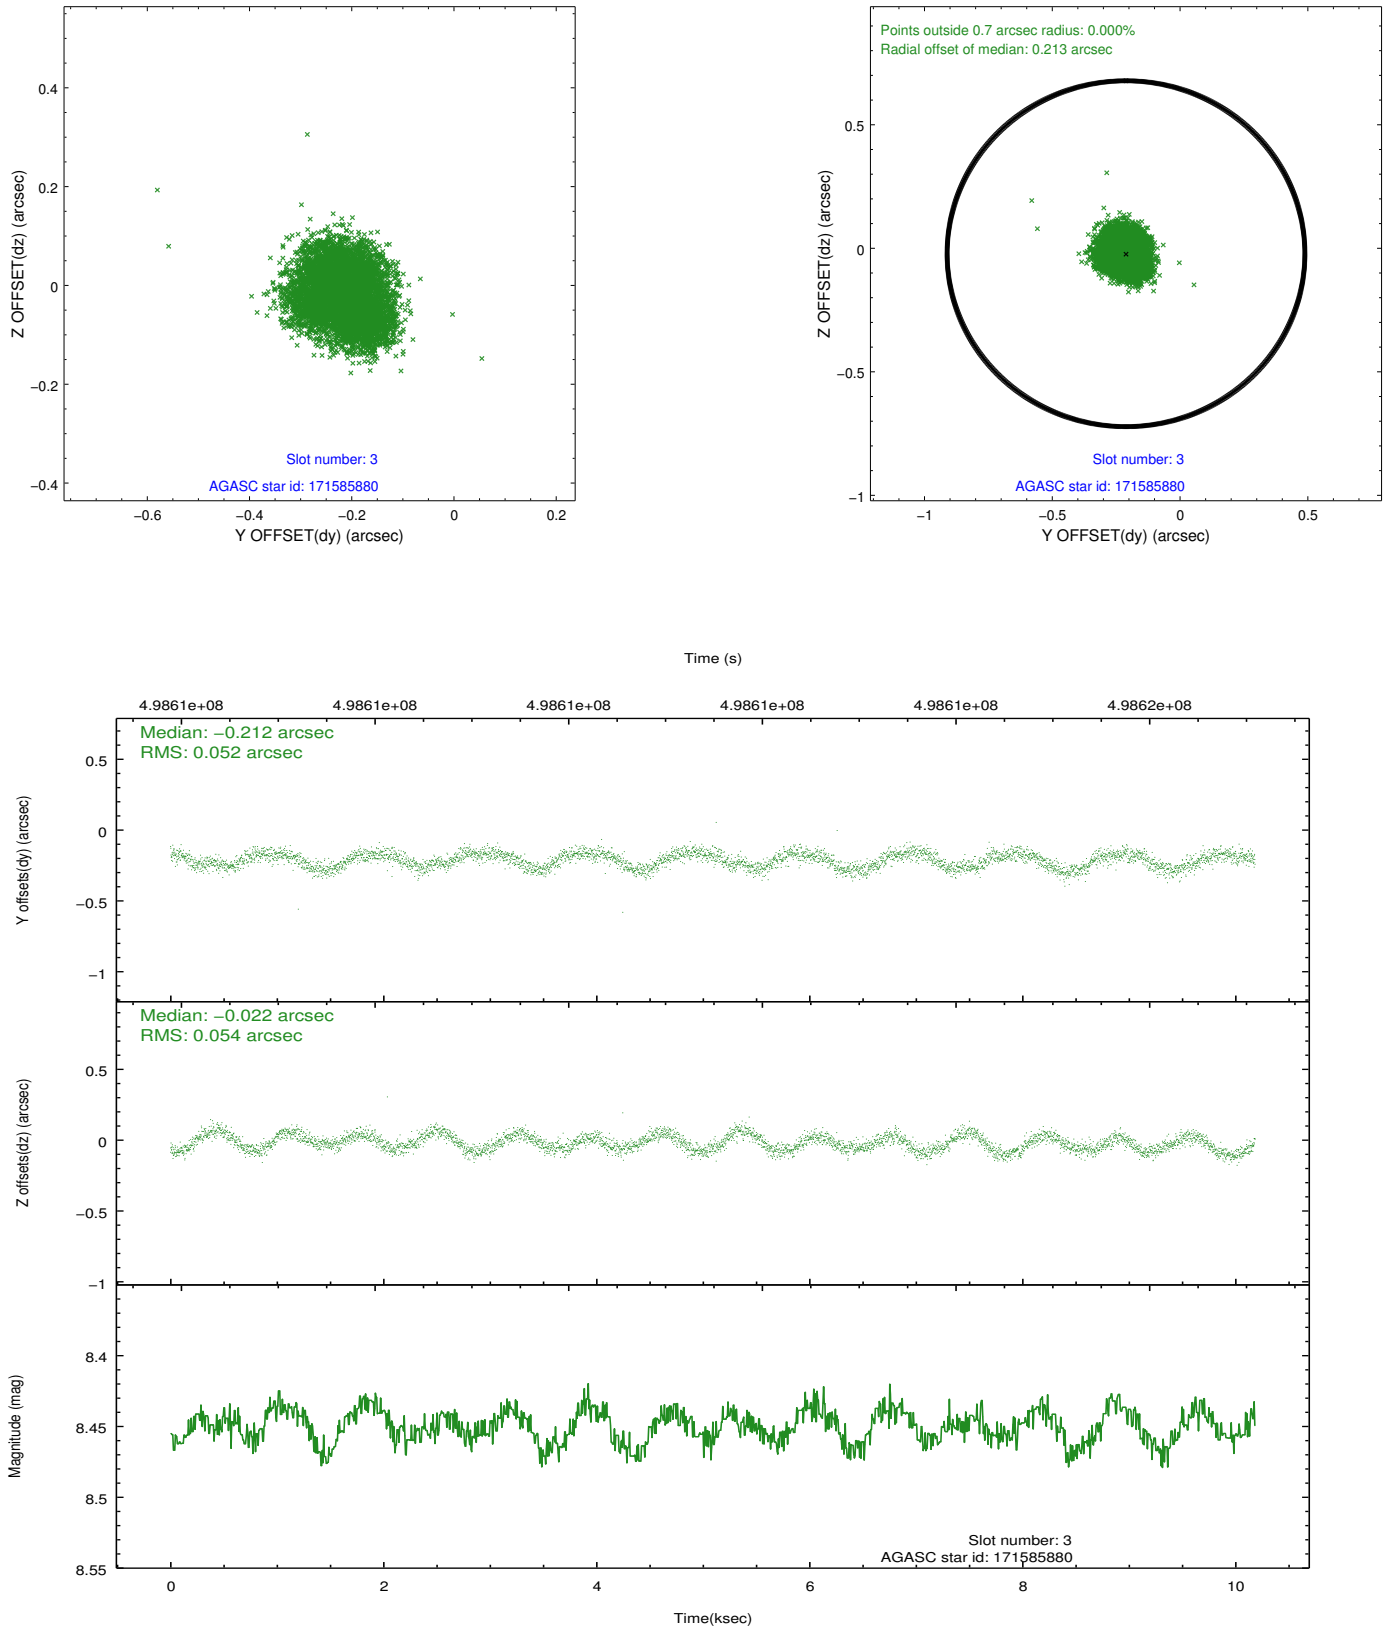 0.4
0.2
0
−0.2
−0.4
Z OFFSET(dz) (arcsec)
Slot number: 3
AGASC star id: 171585880
−0.6
−0.4
−0.2
0
0.2
Y OFFSET(dy) (arcsec)
Points outside 0.7 arcsec radius: 0.000%
Radial offset of median: 0.213 arcsec
0.5
0
−0.5
−1
Z OFFSET(dz) (arcsec)
Slot number: 3
AGASC star id: 171585880
−1
−0.5
0
0.5
Y OFFSET(dy) (arcsec)
Time (s)
4.9861e+08
4.9861e+08
4.9861e+08
4.9861e+08
4.9861e+08
4.9862e+08
Median: −0.212 arcsec
RMS: 0.052 arcsec
0.5
0
−0.5
−1
Y offsets(dy) (arcsec)
Median: −0.022 arcsec
RMS: 0.054 arcsec
0.5
0
−0.5
−1
Z offsets(dz) (arcsec)
8.4
8.45
8.5
8.55
Magnitude (mag)
Slot number: 3
AGASC star id: 171585880
0
2
4
6
8
10
Time(ksec)